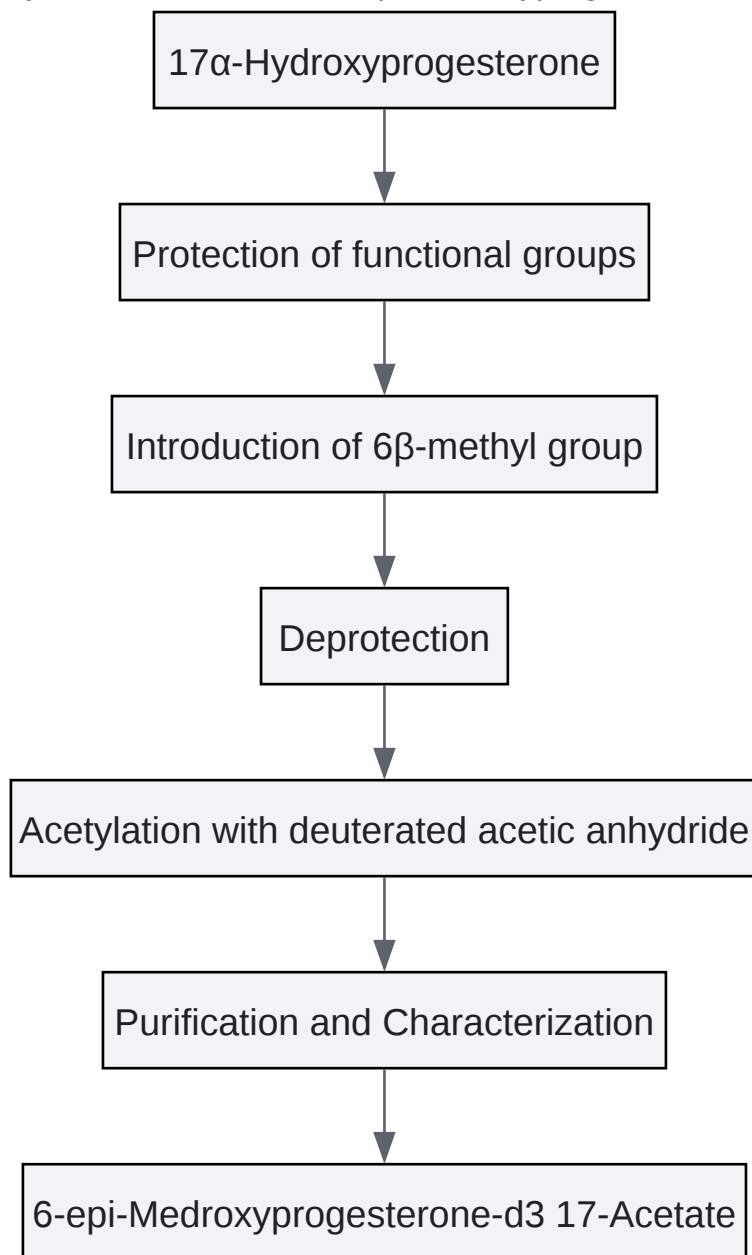 17α-Hydroxyprogesterone
Protection of functional groups
Introduction of 6β-methyl group
Deprotection
Acetylation with deuterated acetic anhydride
Purification and Characterization
6-epi-Medroxyprogesterone-d3 17-Acetate